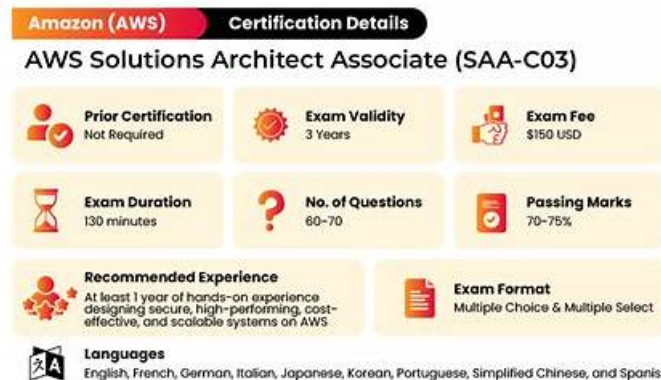 Amazon (AWS) Certification Details
AWS Solutions Architect Associate (SAA-C03)
Prior Certification
Not Required
Exam Validity
3 Years
Exam Fee
$150 USD
Exam Duration
130 minutes
No. of Questions
60-70
Passing Marks
70-75%
Recommended Experience
At least 1 year of hands-on experience
designing secure, high-performing, cost-
effective, and scalable systems on AWS
Exam Format
Multiple Choice & Multiple Select
Languages
English, French, German, Italian, Japanese, Korean, Portuguese, Simplified Chinese, and Spanis